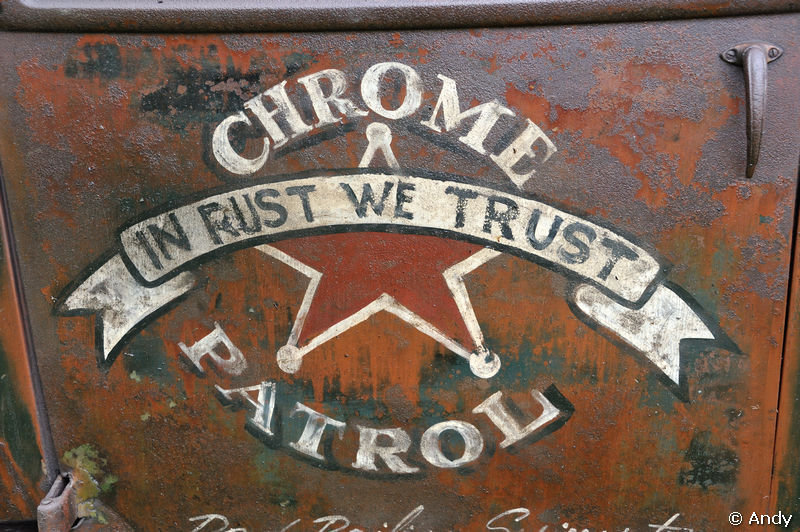 CHROME
IN RUST WE TRUST
PATROL
© Andy